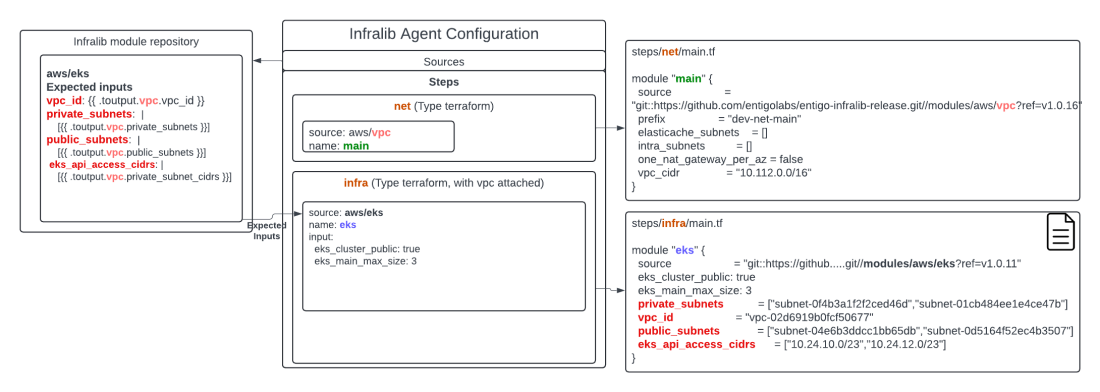 Infralib module repository
aws/eks
Expected inputs
vpc_id: {{ .toutput.vpc.vpc_id }}
private_subnets: |
[{{ .toutput.vpc.private_subnets }}]
public_subnets: |
[{{ .toutput.vpc.public_subnets }}]
eks_api_access_cidrs: |
[{{ .toutput.vpc.private_subnet_cidrs }}]
Expected
Inputs
Infralib Agent Configuration
Sources
Steps
net (Type terraform)
source: aws/vpc
name: main
infra (Type terraform, with vpc attached)
source: aws/eks
name: eks
input:
eks_cluster_public: true
eks_main_max_size: 3
steps/net/main.tf
module "main" {
source =
"git::https://github.com/entigolabs/entigo-infralib-release.git//modules/aws/vpc?ref=v1.0.16"
prefix = "dev-net-main"
elasticache_subnets = []
intra_subnets = []
one_nat_gateway_per_az = false
vpc_cidr = "10.112.0.0/16"
}
steps/infra/main.tf
module "eks" {
source = "git::https://github.....git//modules/aws/eks?ref=v1.0.11"
eks_cluster_public: true
eks_main_max_size: 3
private_subnets = ["subnet-0f4b3a1f2f2ced46d","subnet-01cb484ee1e4ce47b"]
vpc_id = "vpc-02d6919b0fcf50677"
public_subnets = ["subnet-04e6b3ddcc1bb65db","subnet-0d5164f52ec4b3507"]
eks_api_access_cidrs = ["10.24.10.0/23","10.24.12.0/23"]
}